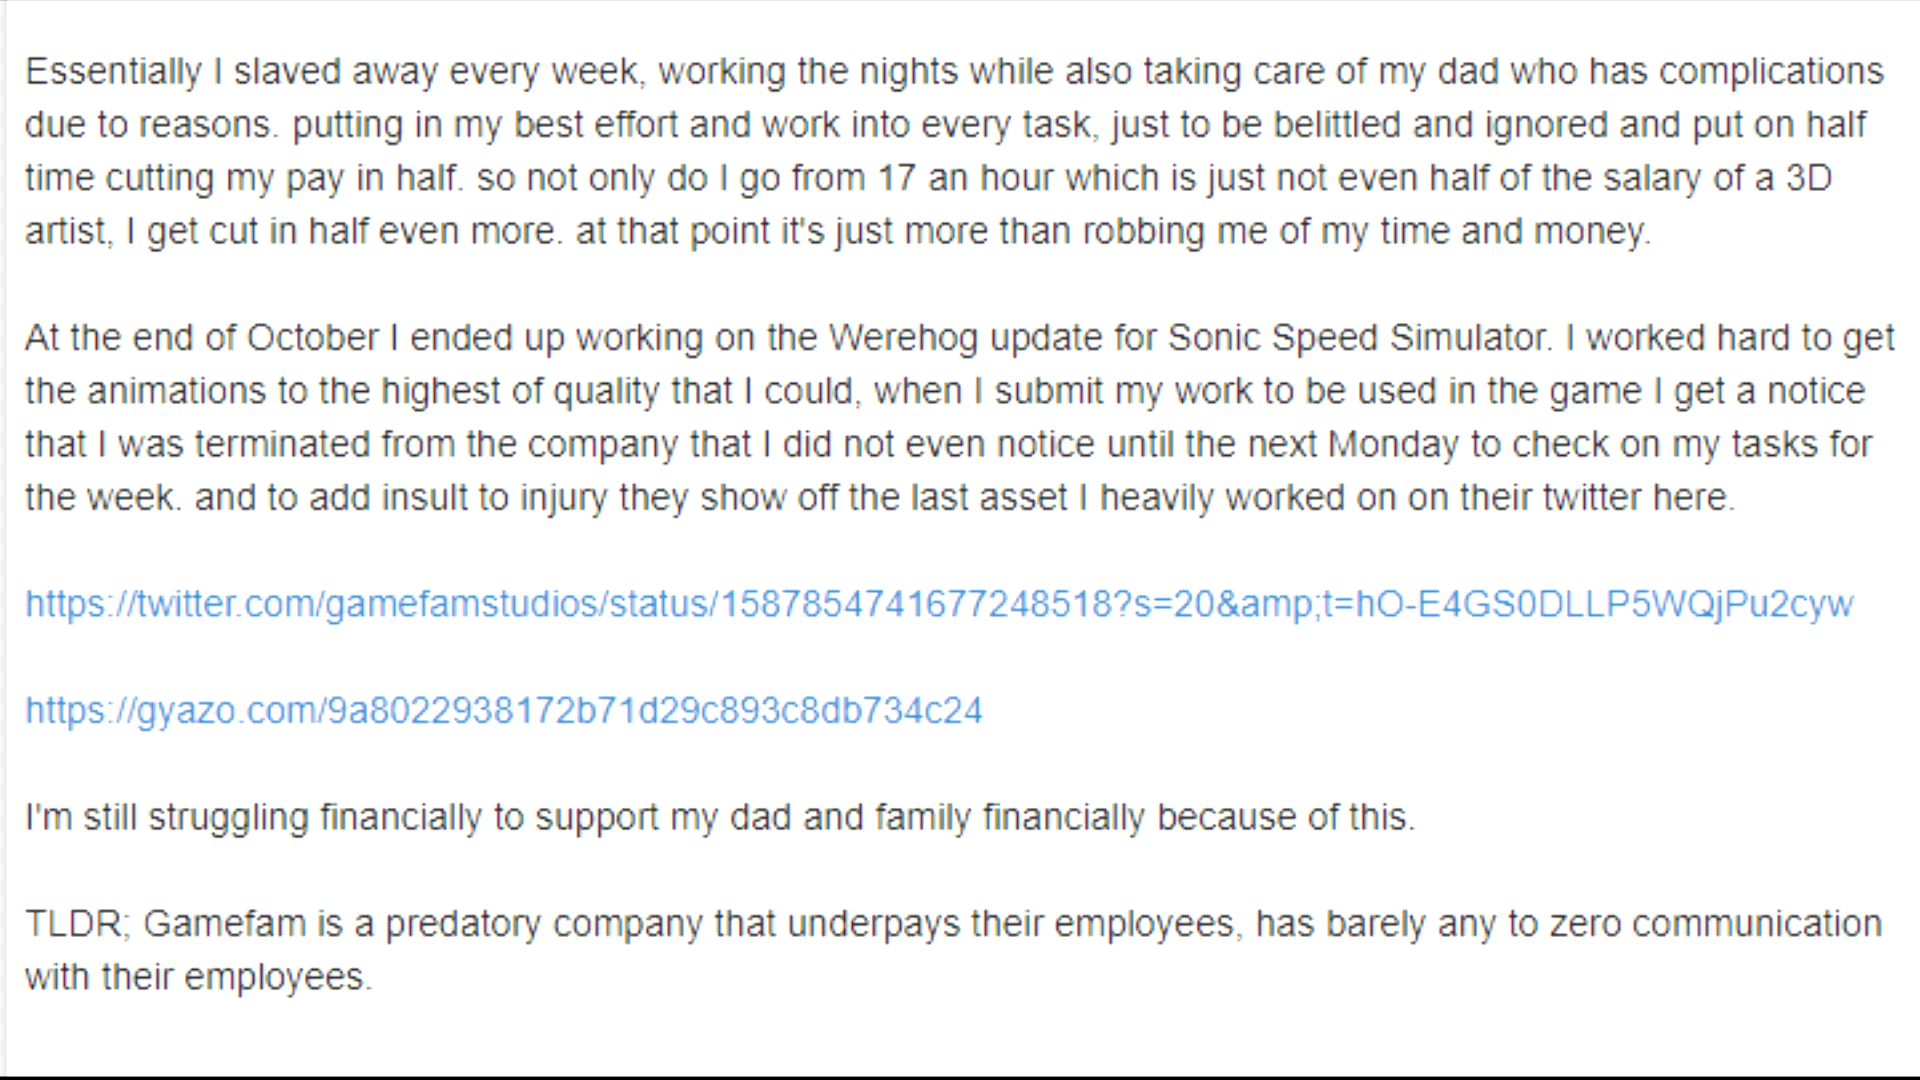 Essentially I slaved away every week, working the nights while also taking care of my dad who has complications
due to reasons. putting in my best effort and work into every task, just to be belittled and ignored and put on half
time cutting my pay in half. so not only do I go from 17 an hour which is just not even half of the salary of a 3D
artist, I get cut in half even more. at that point it's just more than robbing me of my time and money.
At the end of October I ended up working on the Werehog update for Sonic Speed Simulator. I worked hard to get
the animations to the highest of quality that I could, when I submit my work to be used in the game I get a notice
that I was terminated from the company that I did not even notice until the next Monday to check on my tasks for
the week. and to add insult to injury they show off the last asset I heavily worked on on their twitter here.
https://twitter.com/gamefamstudios/status/1587854741677248518?s=20&amp;t=hO-E4GS0DLLP5WQjPu2cyw
https://gyazo.com/9a8022938172b71d29c893c8db734c24
I'm still struggling financially to support my dad and family financially because of this.
TLDR; Gamefam is a predatory company that underpays their employees, has barely any to zero communication
with their employees.